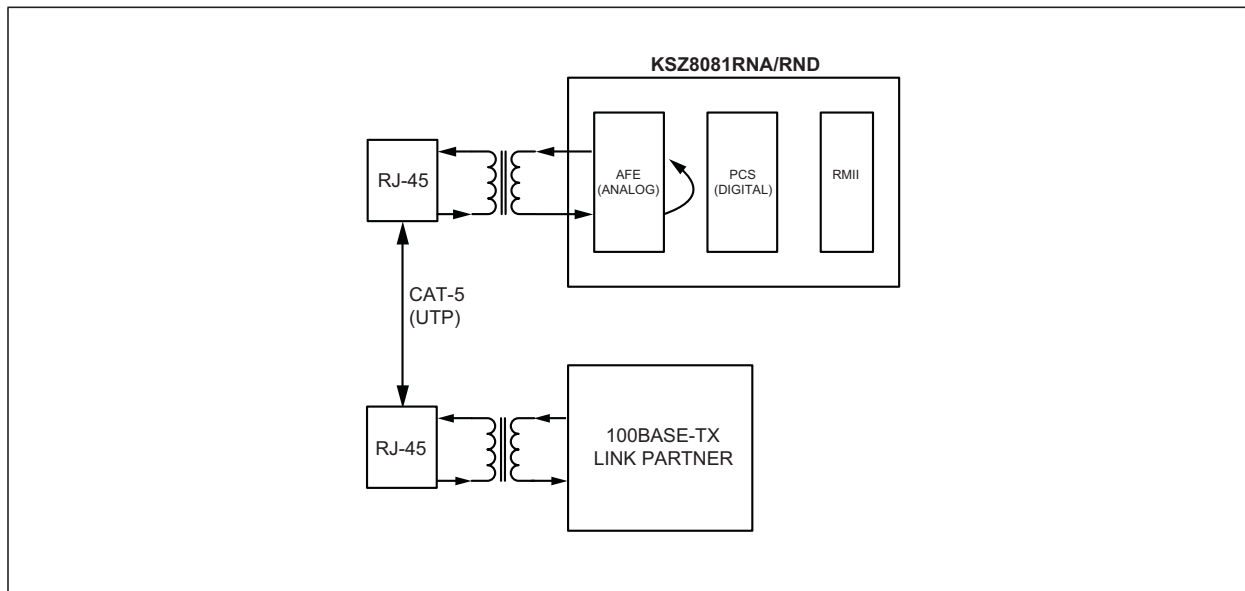 KSZ8081RNA/RND
RJ-45
AFE
(ANALOG)
PCS
(DIGITAL)
RMII
CAT-5
(UTP)
RJ-45
100BASE-TX
LINK PARTNER